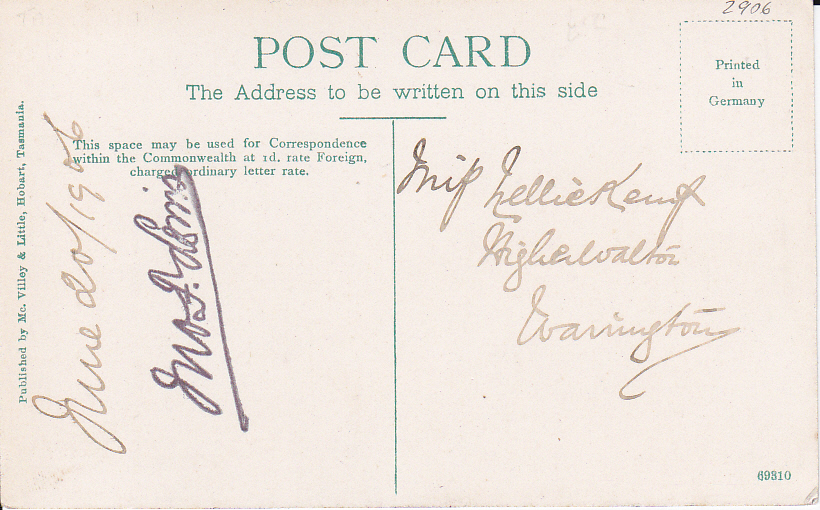 2906
POST CARD
The Address to be written on this side
Printed
in
Germany
This space may be used for Correspondence
within the Commonwealth at 1d. rate Foreign,
charged ordinary letter rate.
Published by Mc. Villey & Little, Hobart, Tasmania.
June 20/1906
Miss Nellie Kemp
Higher Walton
Warrington
69310